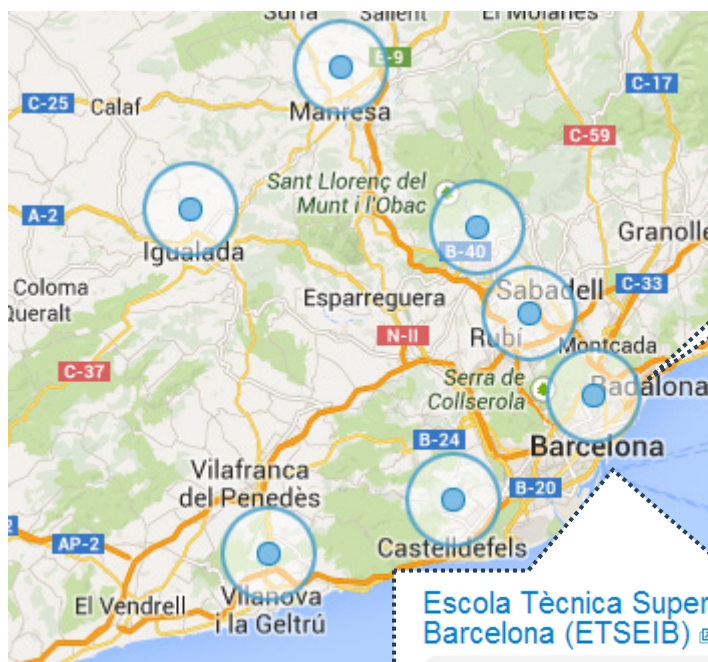 Súria
Sallent
El Moianès
E-9
C-25
Calaf
Manresa
C-17
C-59
Sant Llorenç del
Munt i l'Obac
A-2
Igualada
B-40
Granolle
Coloma
Queralt
Esparreguera
Sabadell
C-33
N-II
Rubí
Montcada
C-37
Serra de
Collserola
Badalona
B-24
Barcelona
Vilafranca
del Penedès
B-20
2
AP-2
Castelldefels
El Vendrell
Vilanova
i la Geltrú
Escola Tècnica Super
Barcelona (ETSEIB)